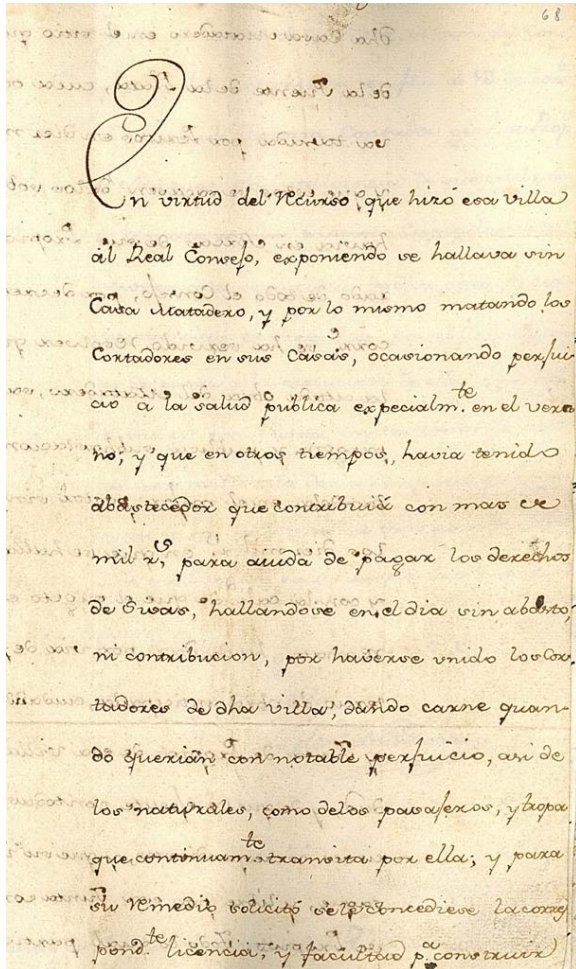 68
En virtud del Recurso, que hizó esa villa
al Real Consejo, exponiendo se hallava sin
Casa Matadero, y por lo mismo matando los
Cortadores en sus Casas, ocasionando perjui-
cio à la salud publica expecialm.te en el vera-
no, y que en otros tiempos, havia tenido
abastecedor que contribuiá con mas de
mil r.s para aiuda de pagar los derechos
de Sisas, hallandose en el dia sin abasto,
ni contribucion, por haverse unido los Cor-
tadores de dha villa, dando carne quan-
do querian con notable perjuicio, asi de
los naturales, como delos pasajeros, y tropa
que continuam.te transita por ella; y para
su Remedio solicitó se le concediese la corres
pond.te licencia, y facultad p.a construir